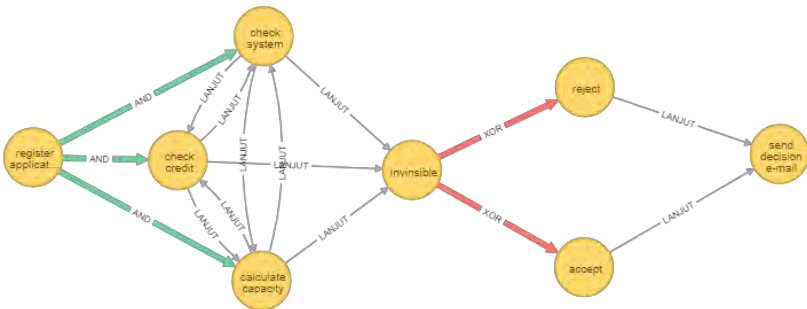 check
system
AND
LANJUT
LANJUT
LANJUT
reject
XOR
LANJUT
register
applicat...
AND
check
credit
LANJUT
LANJUT
LANJUT
invinsible
send
decision
e-mail
AND
LANJUT
LANJUT
LANJUT
XOR
LANJUT
calculate
capacity
accept